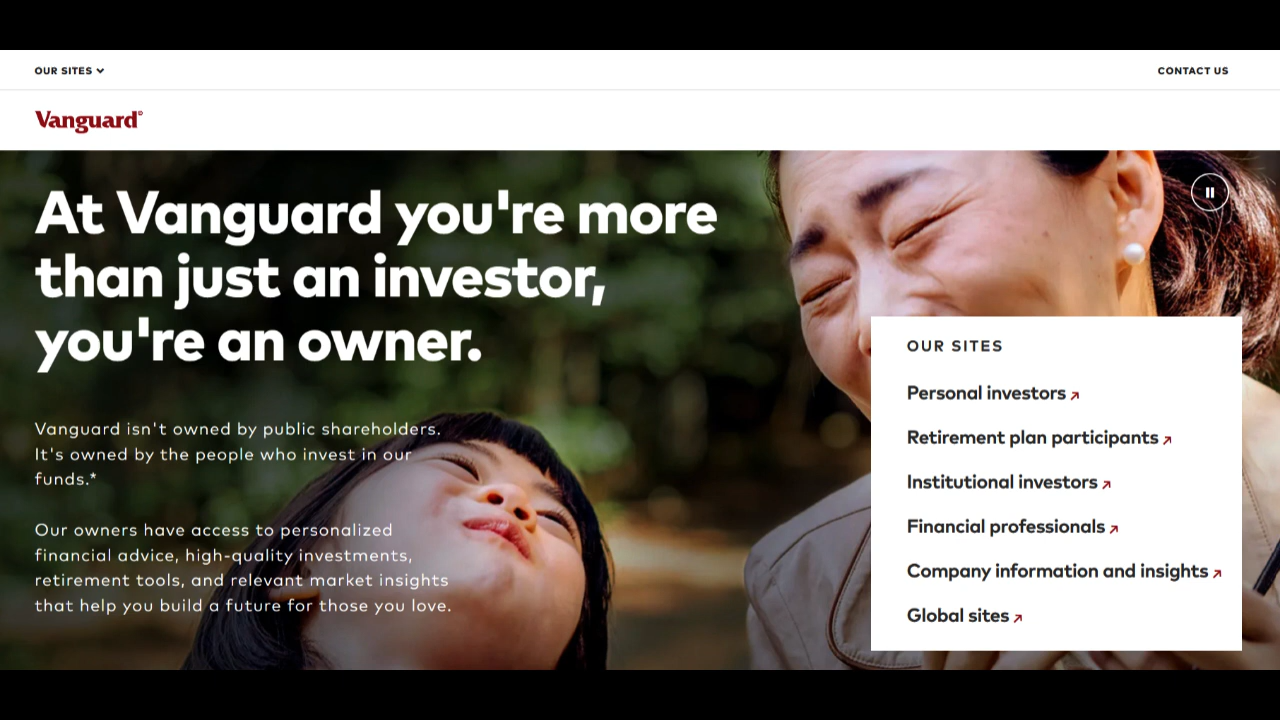 OUR SITES
CONTACT US
Vanguard®
At Vanguard you're more
than just an investor,
you're an owner.
Vanguard isn't owned by public shareholders.
It's owned by the people who invest in our
funds.*
Our owners have access to personalized
financial advice, high-quality investments,
retirement tools, and relevant market insights
that help you build a future for those you love.
OUR SITES
Personal investors
Retirement plan participants
Institutional investors
Financial professionals
Company information and insights
Global sites